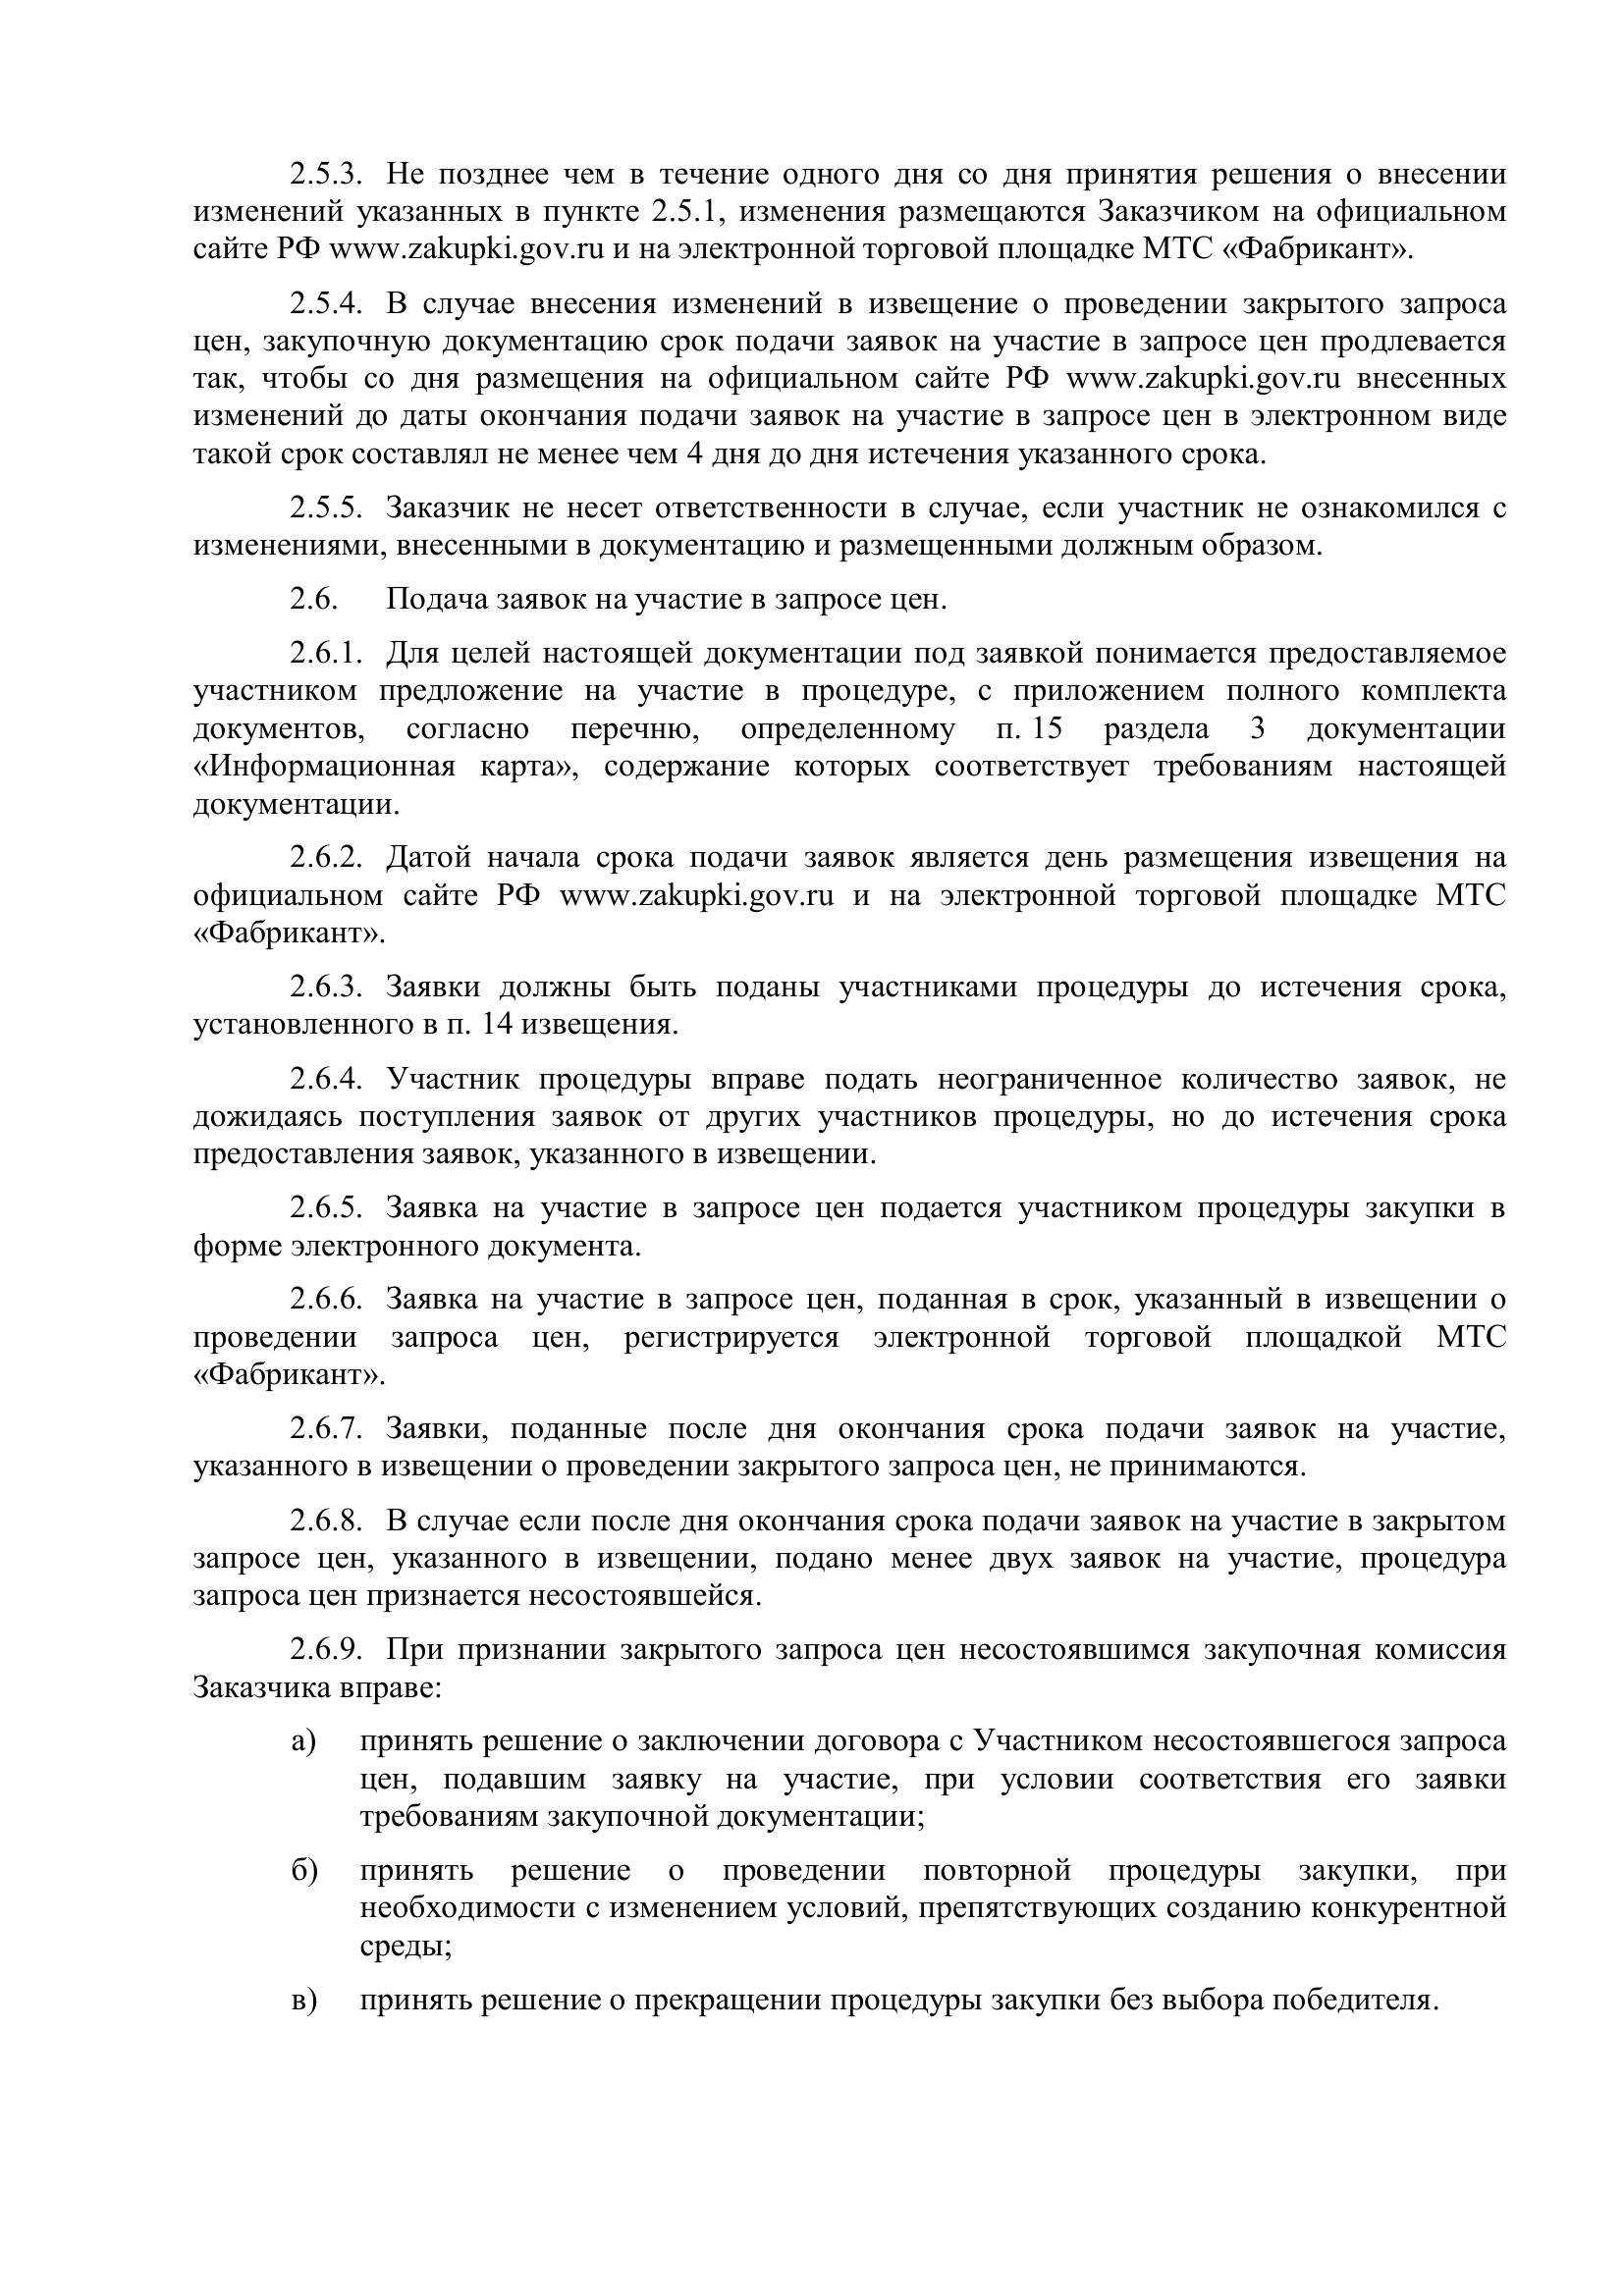 2.5.3. Не позднее чем в течение одного дня со дня принятия решения о внесении
изменений указанных в пункте 2.5.1, изменения размещаются Заказчиком на официальном
сайте РФ www.zakupki.gov.ru и на электронной торговой площадке МТС «Фабрикант».
2.5.4. В случае внесения изменений в извещение о проведении закрытого запроса
цен, закупочную документацию срок подачи заявок на участие в запросе цен продлевается
так, чтобы со дня размещения на официальном сайте РФ www.zakupki.gov.ru внесенных
изменений до даты окончания подачи заявок на участие в запросе цен в электронном виде
такой срок составлял не менее чем 4 дня до дня истечения указанного срока.
2.5.5. Заказчик не несет ответственности в случае, если участник не ознакомился с
изменениями, внесенными в документацию и размещенными должным образом.
2.6. Подача заявок на участие в запросе цен.
2.6.1. Для целей настоящей документации под заявкой понимается предоставляемое
участником предложение на участие в процедуре, с приложением полного комплекта
документов, согласно перечню, определенному п. 15 раздела 3 документации
«Информационная карта», содержание которых соответствует требованиям настоящей
документации.
2.6.2. Датой начала срока подачи заявок является день размещения извещения на
официальном сайте РФ www.zakupki.gov.ru и на электронной торговой площадке МТС
«Фабрикант».
2.6.3. Заявки должны быть поданы участниками процедуры до истечения срока,
установленного в п. 14 извещения.
2.6.4. Участник процедуры вправе подать неограниченное количество заявок, не
дожидаясь поступления заявок от других участников процедуры, но до истечения срока
предоставления заявок, указанного в извещении.
2.6.5. Заявка на участие в запросе цен подается участником процедуры закупки в
форме электронного документа.
2.6.6. Заявка на участие в запросе цен, поданная в срок, указанный в извещении о
проведении запроса цен, регистрируется электронной торговой площадкой МТС
«Фабрикант».
2.6.7. Заявки, поданные после дня окончания срока подачи заявок на участие,
указанного в извещении о проведении закрытого запроса цен, не принимаются.
2.6.8. В случае если после дня окончания срока подачи заявок на участие в закрытом
запросе цен, указанного в извещении, подано менее двух заявок на участие, процедура
запроса цен признается несостоявшейся.
2.6.9. При признании закрытого запроса цен несостоявшимся закупочная комиссия
Заказчика вправе:
а) принять решение о заключении договора с Участником несостоявшегося запроса
цен, подавшим заявку на участие, при условии соответствия его заявки
требованиям закупочной документации;
б) принять решение о проведении повторной процедуры закупки, при
необходимости с изменением условий, препятствующих созданию конкурентной
среды;
в) принять решение о прекращении процедуры закупки без выбора победителя.